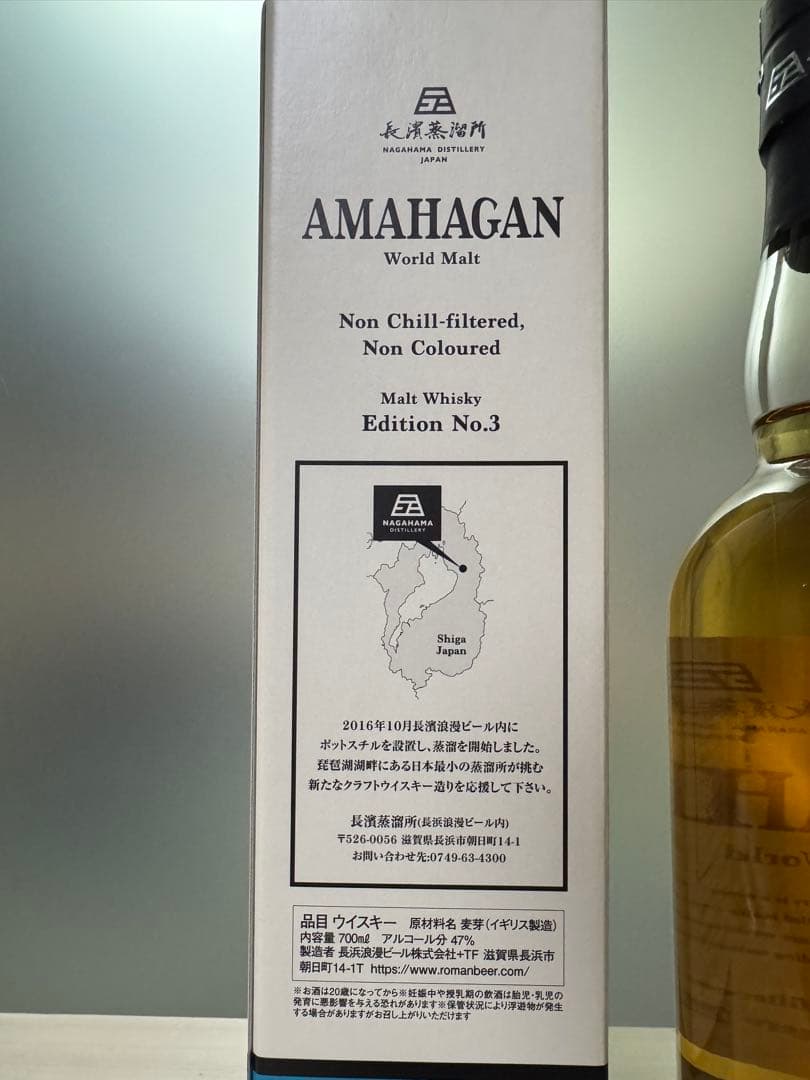 長濱蒸溜所
NAGAHAMA DISTILLERY
JAPAN
AMAHAGAN
World Malt
Non Chill-filtered,
Non Coloured
Malt Whisky
Edition No.3
NAGAHAMA
DISTILLERY
Shiga
Japan
2016年10月長濱浪漫ビール内に
ポットスチルを設置し、蒸溜を開始しました。
琵琶湖湖畔にある日本最小の蒸溜所が挑む
新たなクラフトウイスキー造りを応援して下さい。
長濱蒸溜所(長浜浪漫ビール内)
〒526-0056 滋賀県長浜市朝日町14-1
お問い合わせ先:0749-63-4300
品目 ウイスキー 原材料名 麦芽(イギリス製造)
内容量 700㎖ アルコール分 47%
製造者 長浜浪漫ビール株式会社+TF 滋賀県長浜市
朝日町14-1T https://www.romanbeer.com/
※お酒は20歳になってから※妊娠中や授乳期の飲酒は胎児・乳児の
発育に悪影響を与える恐れがあります※保管状況により浮遊物が発生
する場合がありますがお召し上がりいただけます